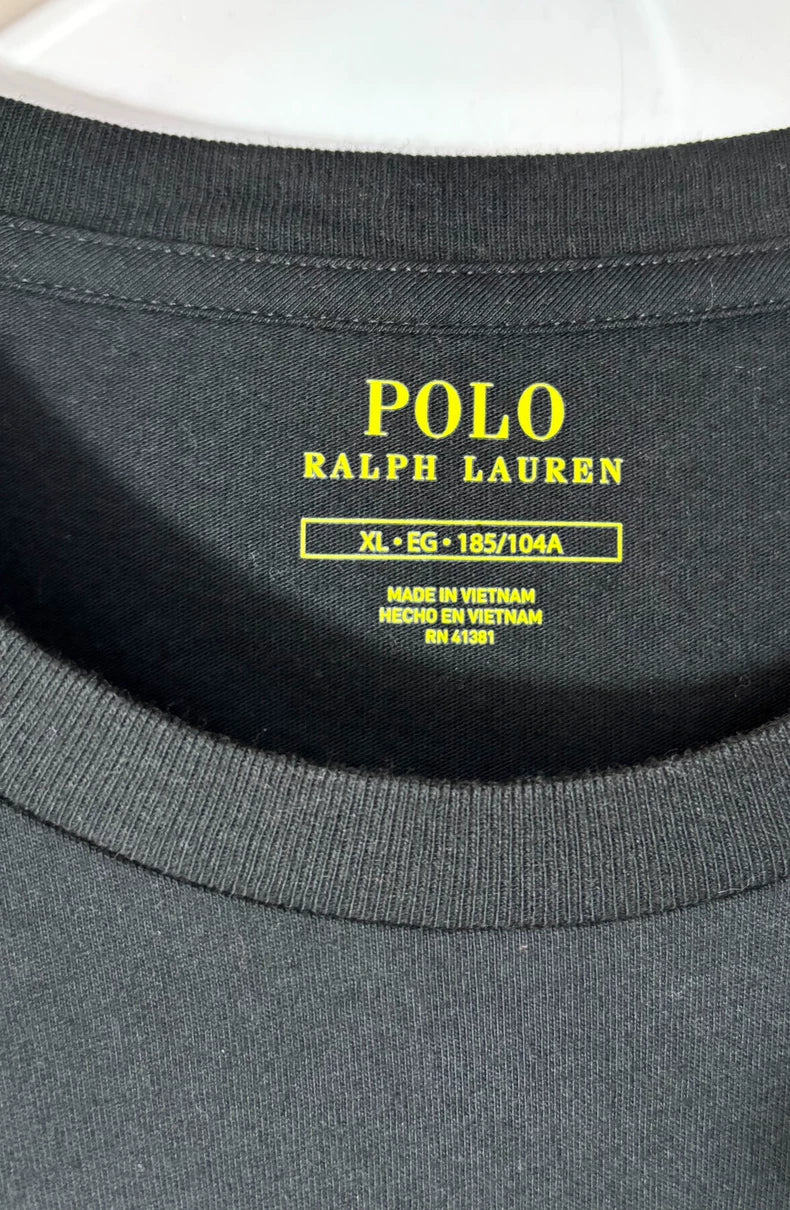 POLO
RALPH LAUREN
XL • EG • 185/104A
MADE IN VIETNAM
HECHO EN VIETNAM
RN 41381